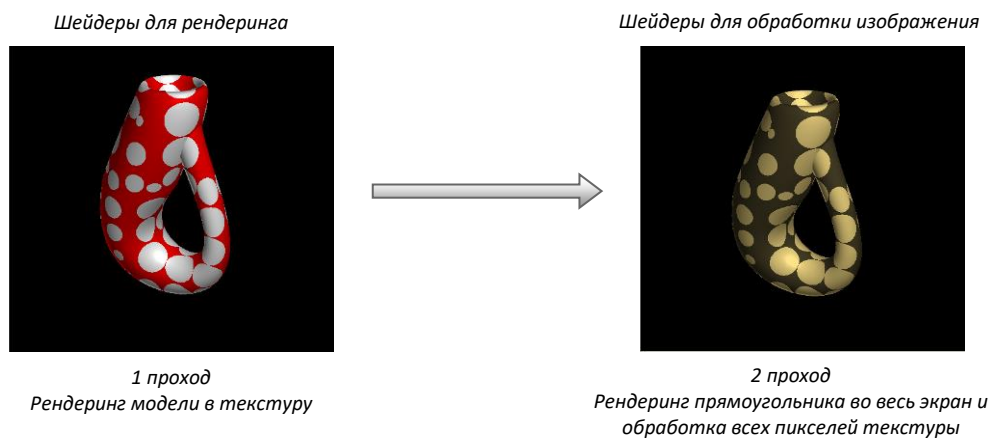 Шейдеры для рендеринга
Шейдеры для обработки изображения
1 проход
Рендеринг модели в текстуру
2 проход
Рендеринг прямоугольника во весь экран и
обработка всех пикселей текстуры